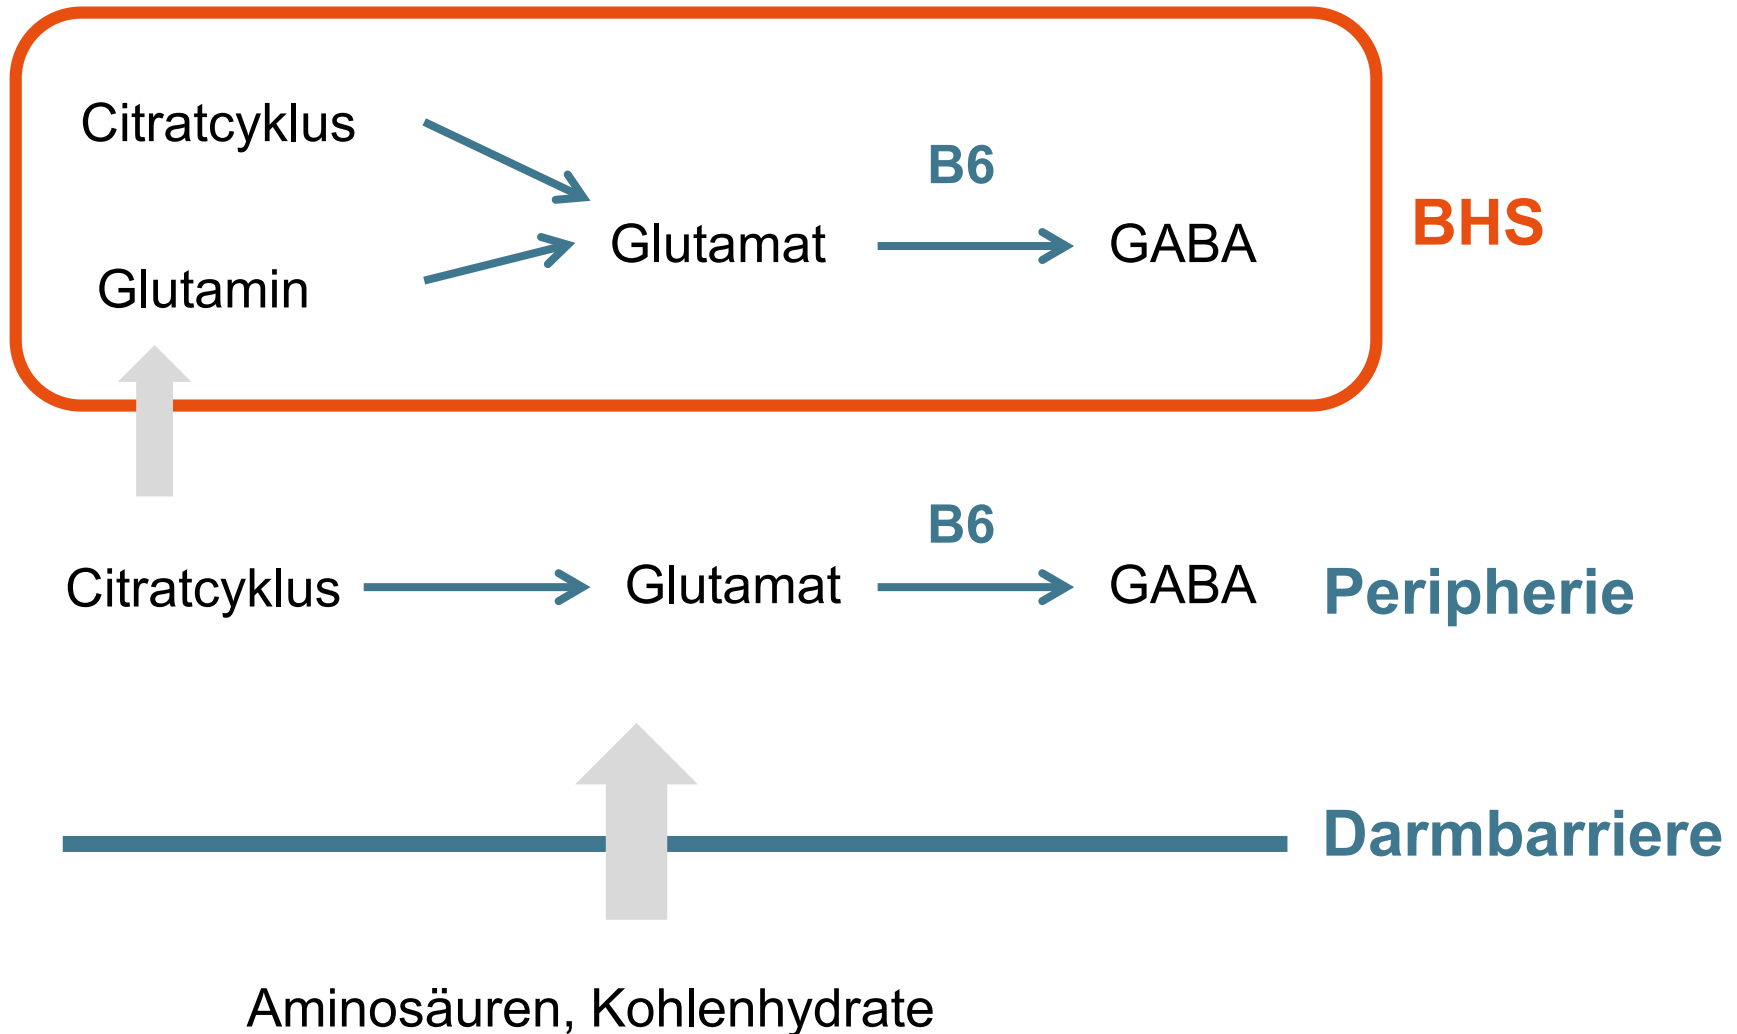 Citratcyklus
B6
Glutamin
Glutamat
GABA
BHS
B6
Citratcyklus
Glutamat
GABA
Peripherie
Darmbarriere
Aminosäuren, Kohlenhydrate